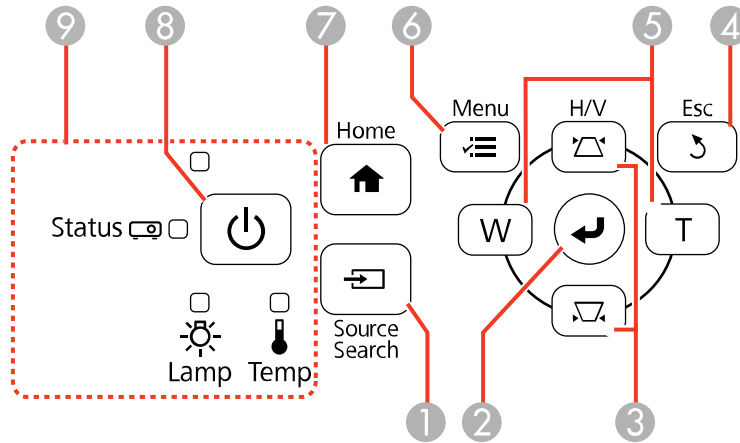 9 8 7 6 5 4
Menu H/V Esc
Home
Status W T
Source
Search
Lamp Temp
1 2 3